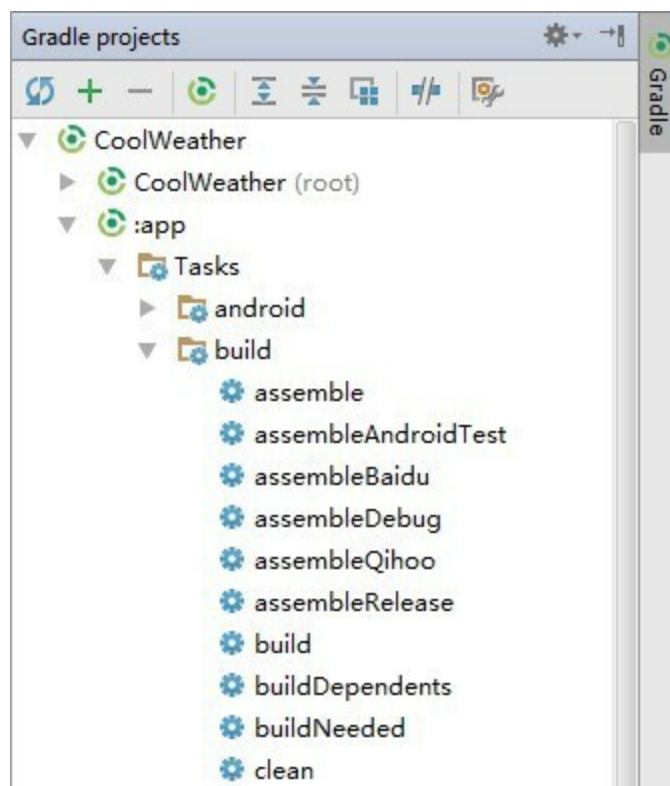 Gradle projects
Gradle
CoolWeather
CoolWeather (root)
:app
Tasks
android
build
assemble
assembleAndroidTest
assembleBaidu
assembleDebug
assembleQihoo
assembleRelease
build
buildDependents
buildNeeded
clean